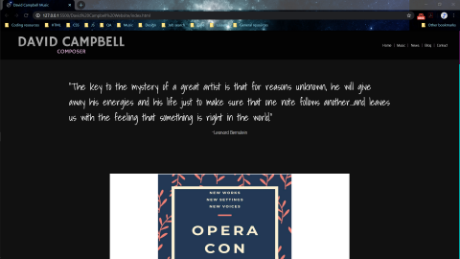 David Campbell Music
DAVID CAMPBELL
COMPOSER
Home | Music | News | Blog | Contact
"The key to the mystery of a great artist is that for reasons unknown, he will give
away his energies and his life just to make sure that one note follows another...and leaves
us with the feeling that something is right in the world."
-Leonard Bernstein
NEW WORKS
NEW SETTINGS
NEW VOICES
OPERA
CON
Other Bookmarks